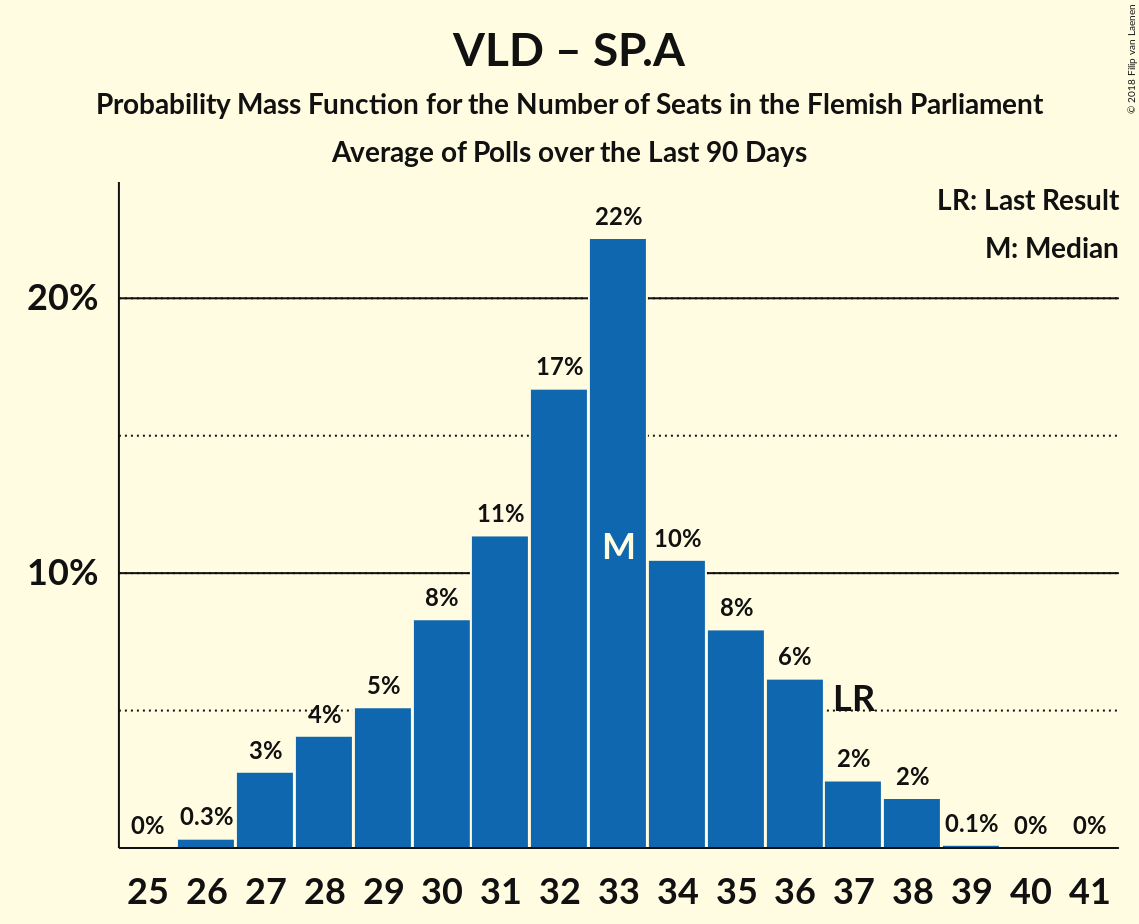 VLD – SP.A
Probability Mass Function for the Number of Seats in the Flemish Parliament
Average of Polls over the Last 90 Days
© 2018 Filip van Laenen
LR: Last Result
M: Median
20%
10%
0%
0.3%
3%
4%
5%
8%
11%
17%
22%
M
10%
8%
6%
LR
2%
2%
0.1%
0%
0%
25 26 27 28 29 30 31 32 33 34 35 36 37 38 39 40 41